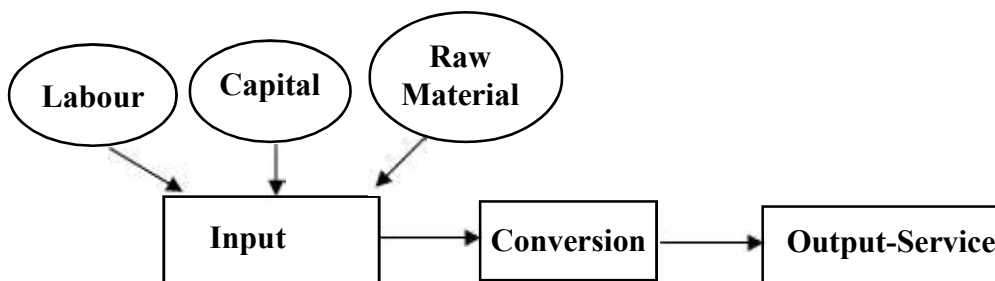 Labour
Capital
Raw
Material
Input
Conversion
Output-Service